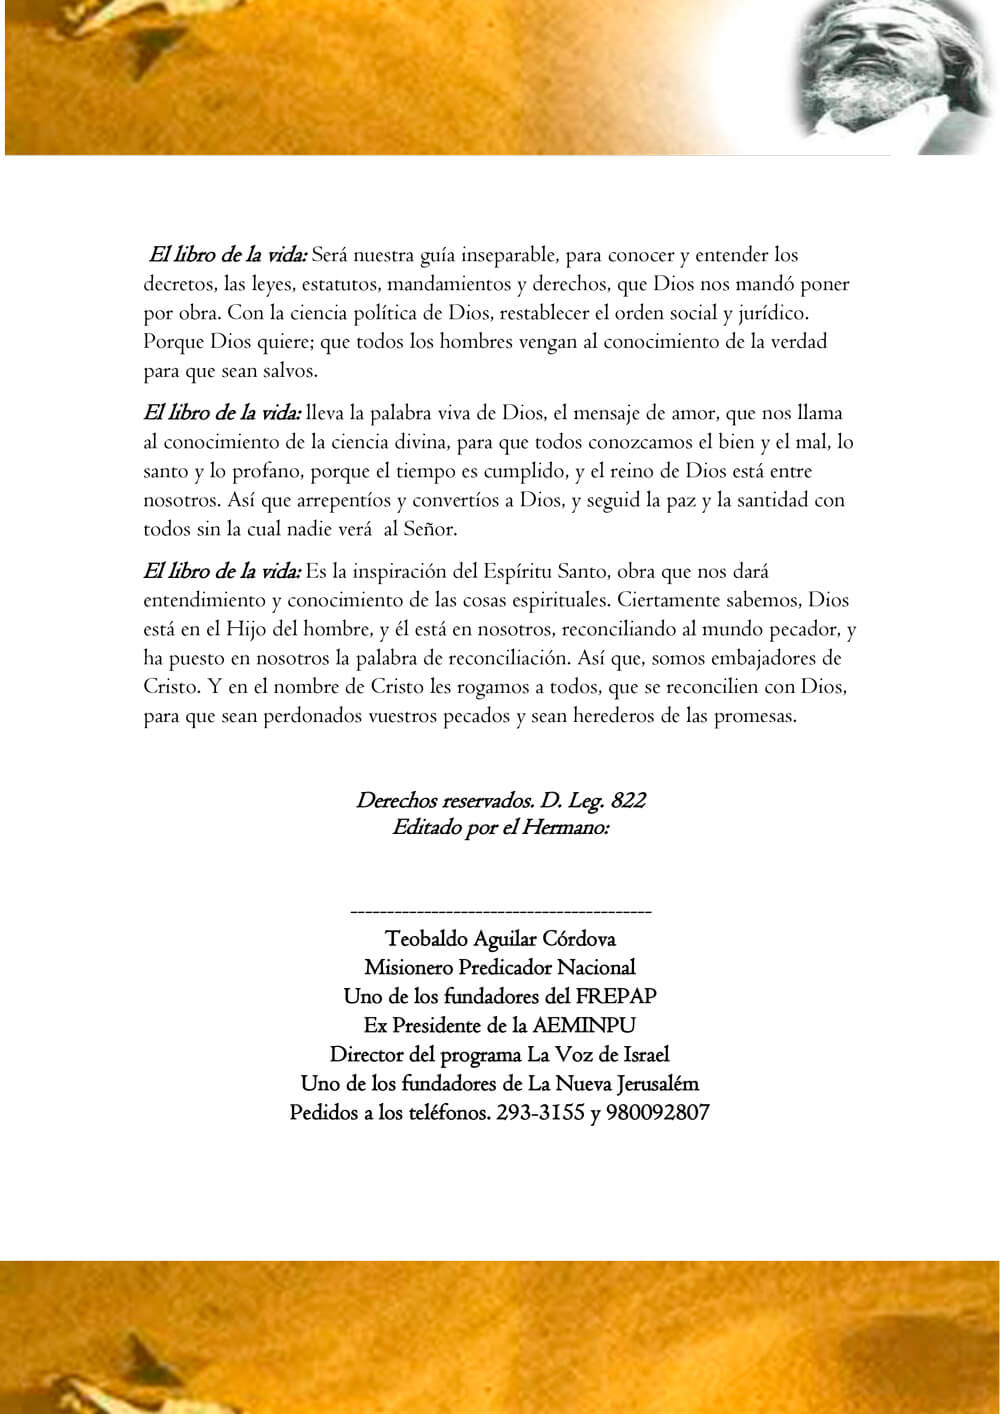 El libro de la vida: Será nuestra guía inseparable, para conocer y entender los
decretos, las leyes, estatutos, mandamientos y derechos, que Dios nos mandó poner
por obra. Con la ciencia política de Dios, restablecer el orden social y jurídico.
Porque Dios quiere; que todos los hombres vengan al conocimiento de la verdad
para que sean salvos.
El libro de la vida: lleva la palabra viva de Dios, el mensaje de amor, que nos llama
al conocimiento de la ciencia divina, para que todos conozcamos el bien y el mal, lo
santo y lo profano, porque el tiempo es cumplido, y el reino de Dios está entre
nosotros. Así que arrepentíos y convertíos a Dios, y seguid la paz y la santidad con
todos sin la cual nadie verá  al Señor.
El libro de la vida: Es la inspiración del Espíritu Santo, obra que nos dará
entendimiento y conocimiento de las cosas espirituales. Ciertamente sabemos, Dios
está en el Hijo del hombre, y él está en nosotros, reconciliando al mundo pecador, y
ha puesto en nosotros la palabra de reconciliación. Así que, somos embajadores de
Cristo. Y en el nombre de Cristo les rogamos a todos, que se reconcilien con Dios,
para que sean perdonados vuestros pecados y sean herederos de las promesas.
Derechos reservados. D. Leg. 822
Editado por el Hermano:
-----------------------------------------
Teobaldo Aguilar Córdova
Misionero Predicador Nacional
Uno de los fundadores del FREPAP
Ex Presidente de la AEMINPU
Director del programa La Voz de Israel
Uno de los fundadores de La Nueva Jerusalém
Pedidos a los teléfonos. 293-3155 y 980092807